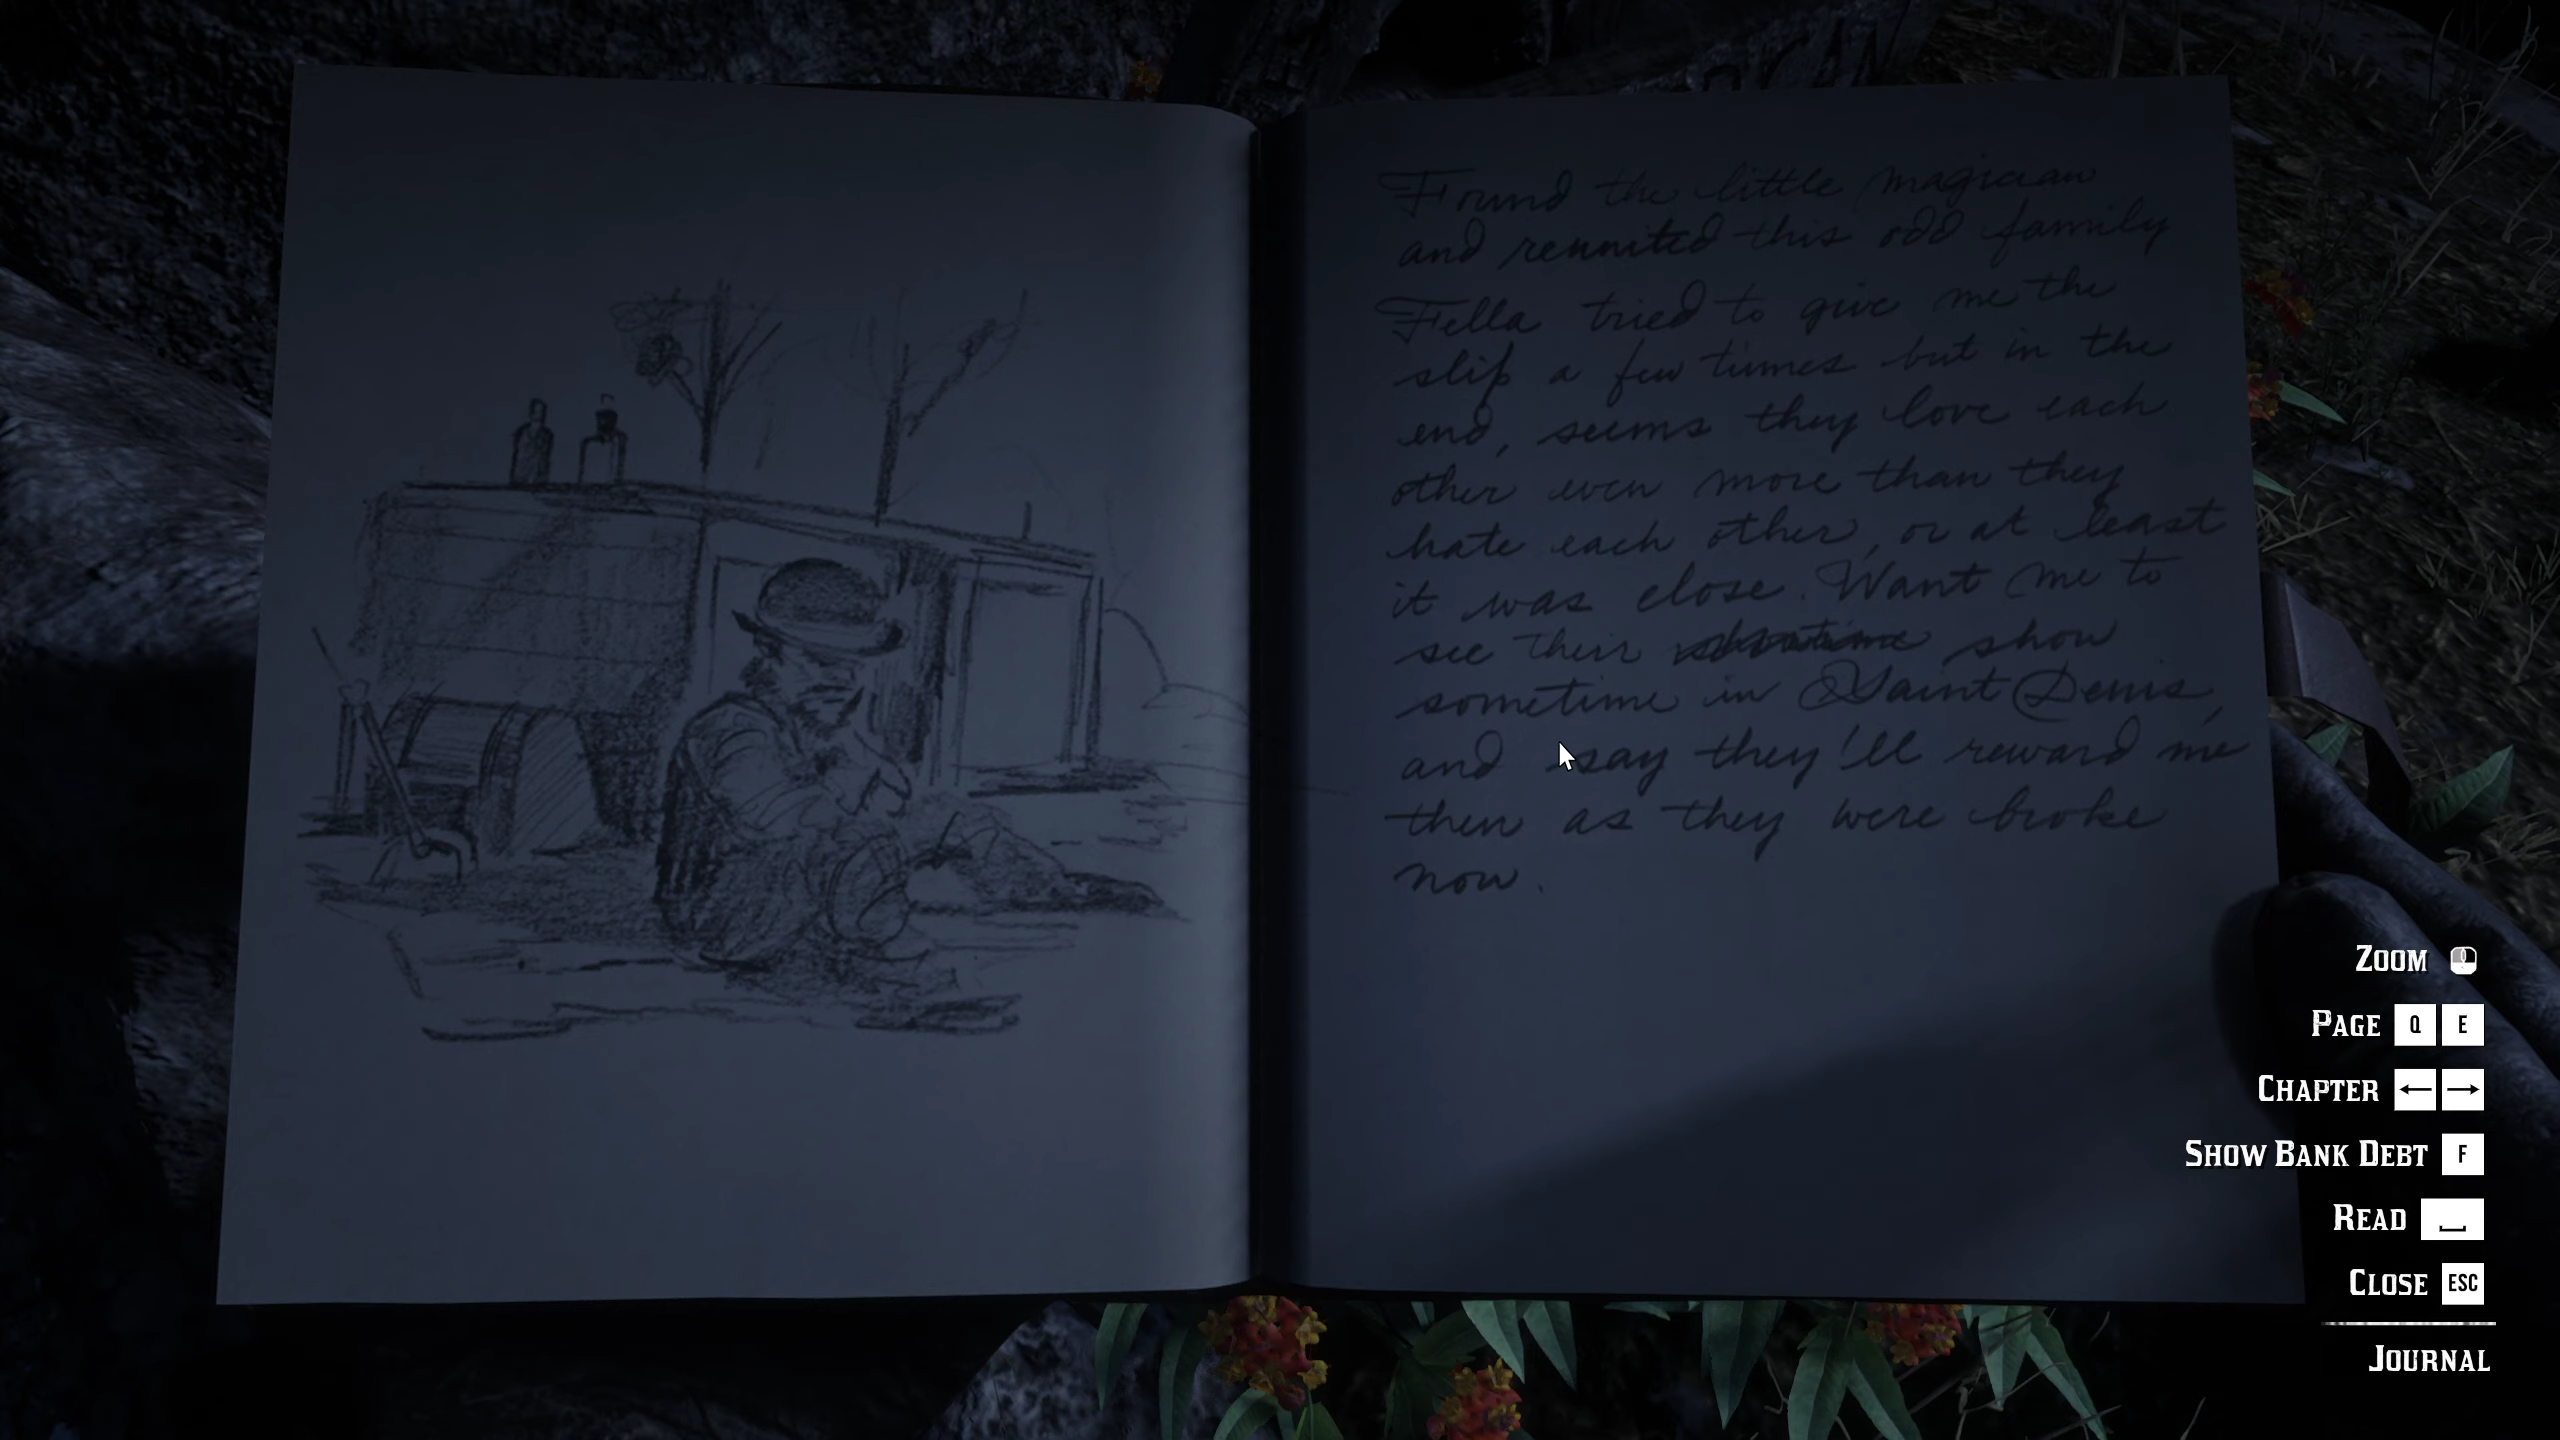 Found the little magician
and reunited this odd family
Fella tried to give me the
slip a few times but in the
end, seems they love each
other even more than they
hate each other, or at least
it was close. Want me to
see their show
sometime in Saint Denis,
and say they'll reward me
then as they were broke
now.
ZOOM
PAGE Q E
CHAPTER ← →
SHOW BANK DEBT F
READ
CLOSE ESC
JOURNAL